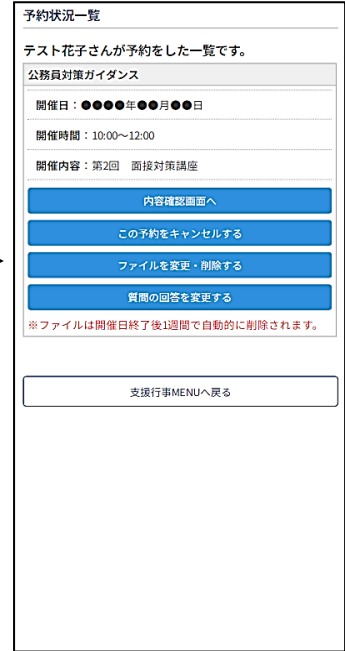 予約状況一覧
テスト花子さんが予約をした一覧です。
公務員対策ガイダンス
開催日：●●●●年●●月●●日
開催時間：10:00～12:00
開催内容：第2回　面接対策講座
内容確認画面へ
この予約をキャンセルする
ファイルを変更・削除する
質問の回答を変更する
※ファイルは開催日終了後1週間で自動的に削除されます。
支援行事MENUへ戻る